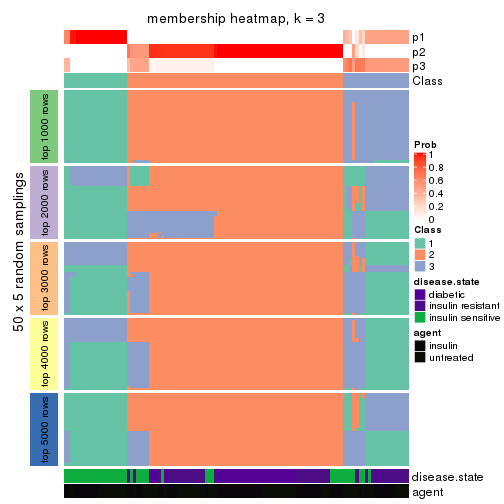 membership heatmap, k = 3
p1
p2
p3
Class
50 x 5 random samplings
top 1000 rows
top 2000 rows
top 3000 rows
top 4000 rows
top 5000 rows
disease.state
agent
Prob
1
0.8
0.6
0.4
0.2
0
Class
1
2
3
disease.state
diabetic
insulin resistant
insulin sensitive
agent
insulin
untreated